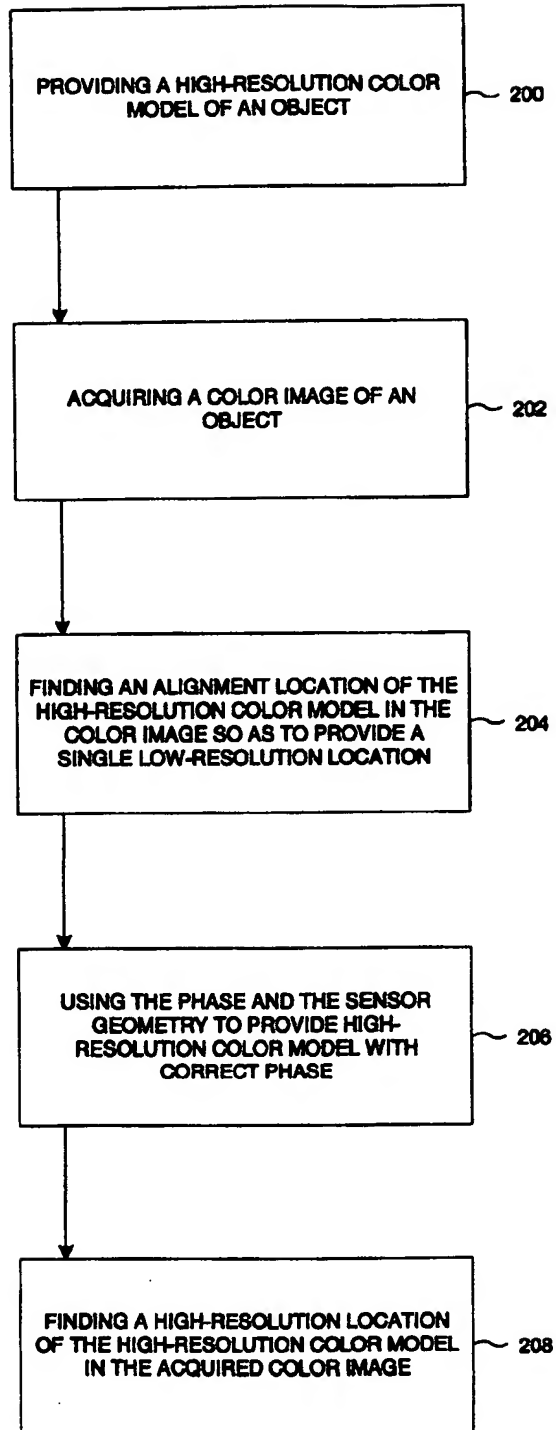 PROVIDING A HIGH-RESOLUTION COLOR
MODEL OF AN OBJECT
200
ACQUIRING A COLOR IMAGE OF AN
OBJECT
202
FINDING AN ALIGNMENT LOCATION OF THE
HIGH-RESOLUTION COLOR MODEL IN THE
COLOR IMAGE SO AS TO PROVIDE A
SINGLE LOW-RESOLUTION LOCATION
204
USING THE PHASE AND THE SENSOR
GEOMETRY TO PROVIDE HIGH-
RESOLUTION COLOR MODEL WITH
CORRECT PHASE
206
FINDING A HIGH-RESOLUTION LOCATION
OF THE HIGH-RESOLUTION COLOR MODEL
IN THE ACQUIRED COLOR IMAGE
208